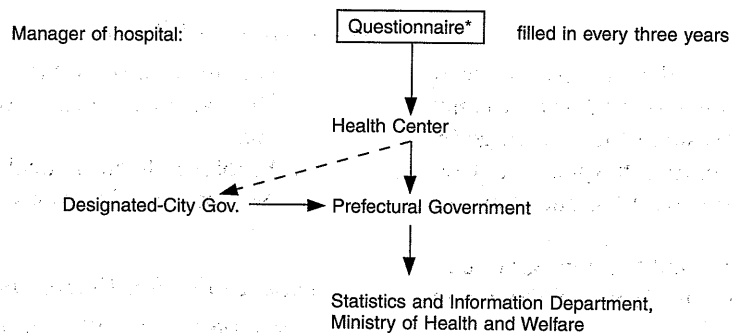 Manager of hospital: Questionnaire* filled in every three years
Health Center
Designated-City Gov. Prefectural Government
Statistics and Information Department,
Ministry of Health and Welfare